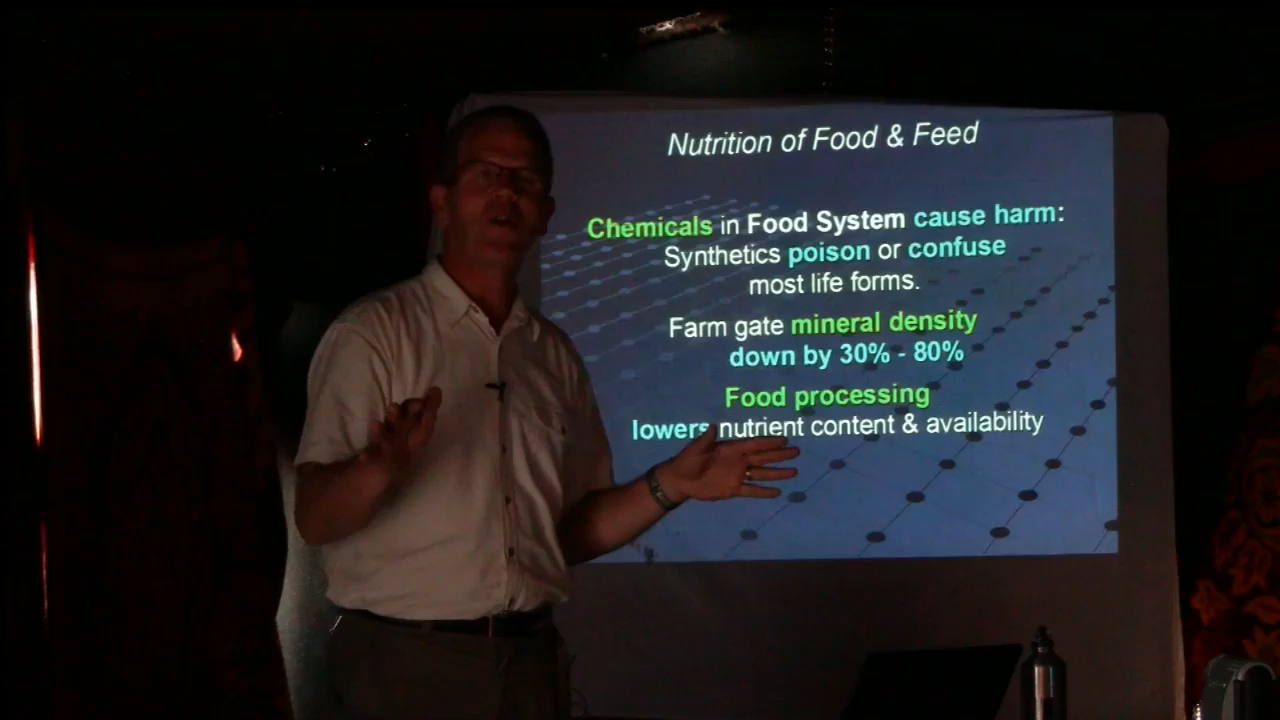 Nutrition of Food & Feed
Chemicals in Food System cause harm:
Synthetics poison or confuse
most life forms.
Farm gate mineral density
down by 30% - 80%
Food processing
lowers nutrient content & availability